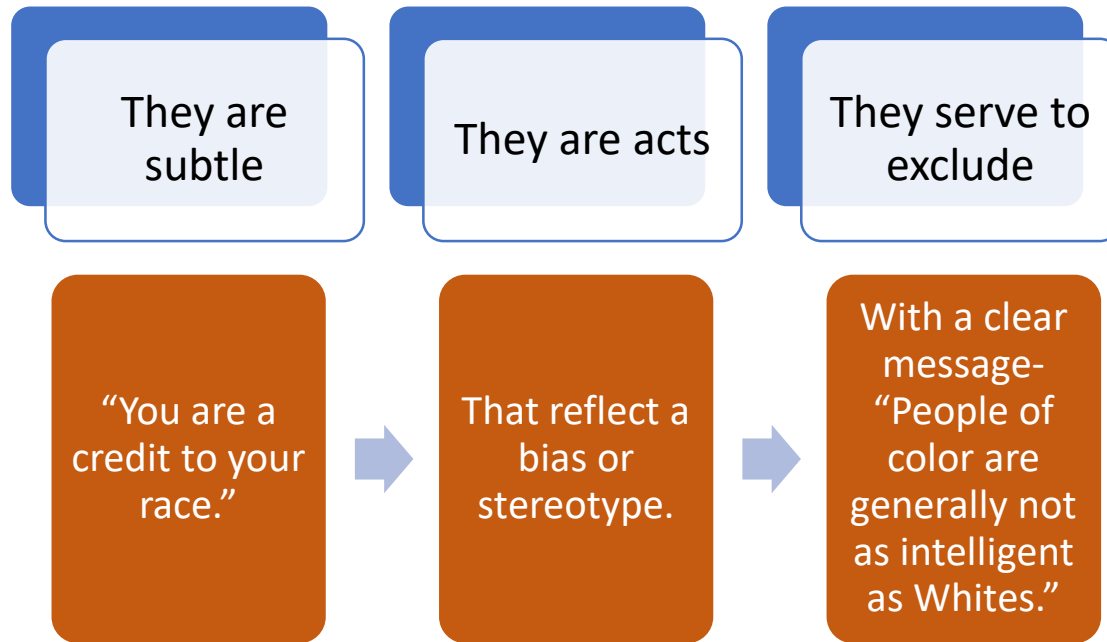 They are
subtle
They are acts
They serve to
exclude
“You are a
credit to your
race.”
That reflect a
bias or
stereotype.
With a clear
message-
“People of
color are
generally not
as intelligent
as Whites.”